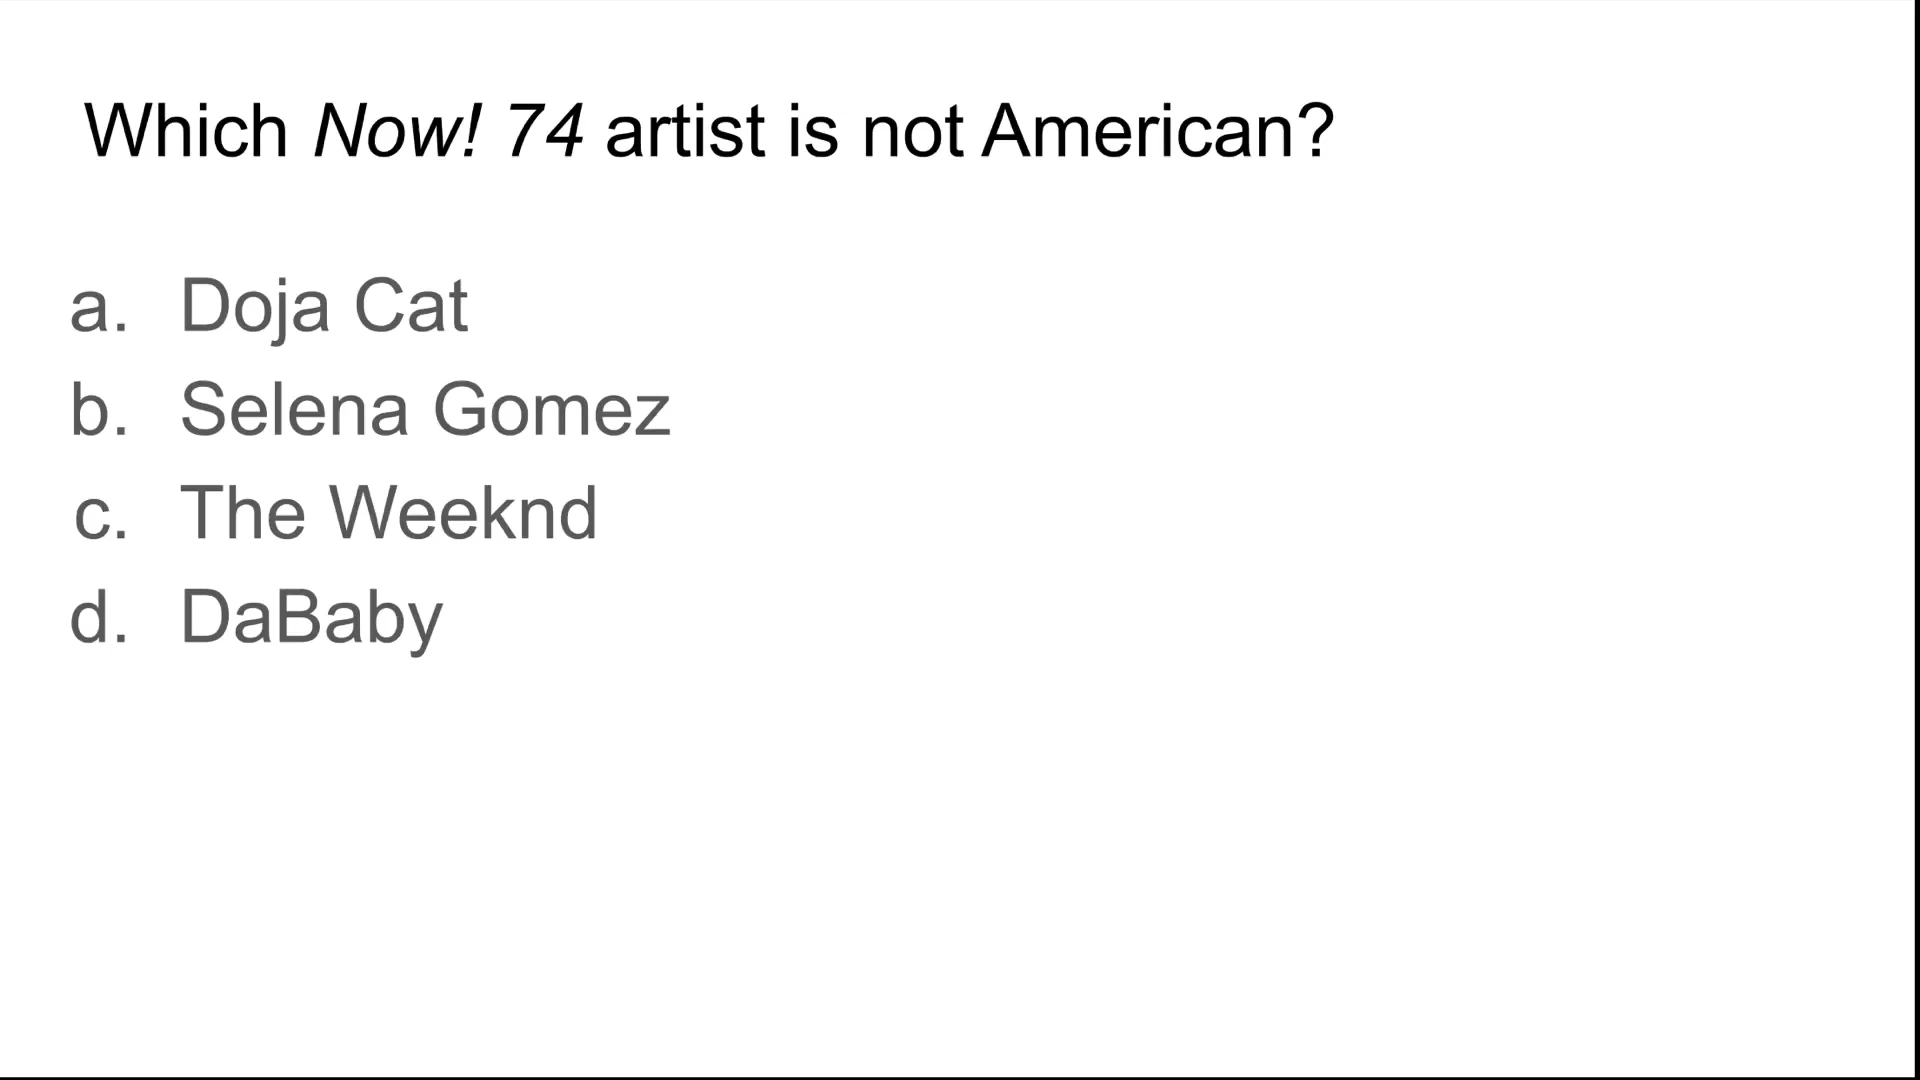 Which Now! 74 artist is not American?
a. Doja Cat
b. Selena Gomez
c. The Weeknd
d. DaBaby